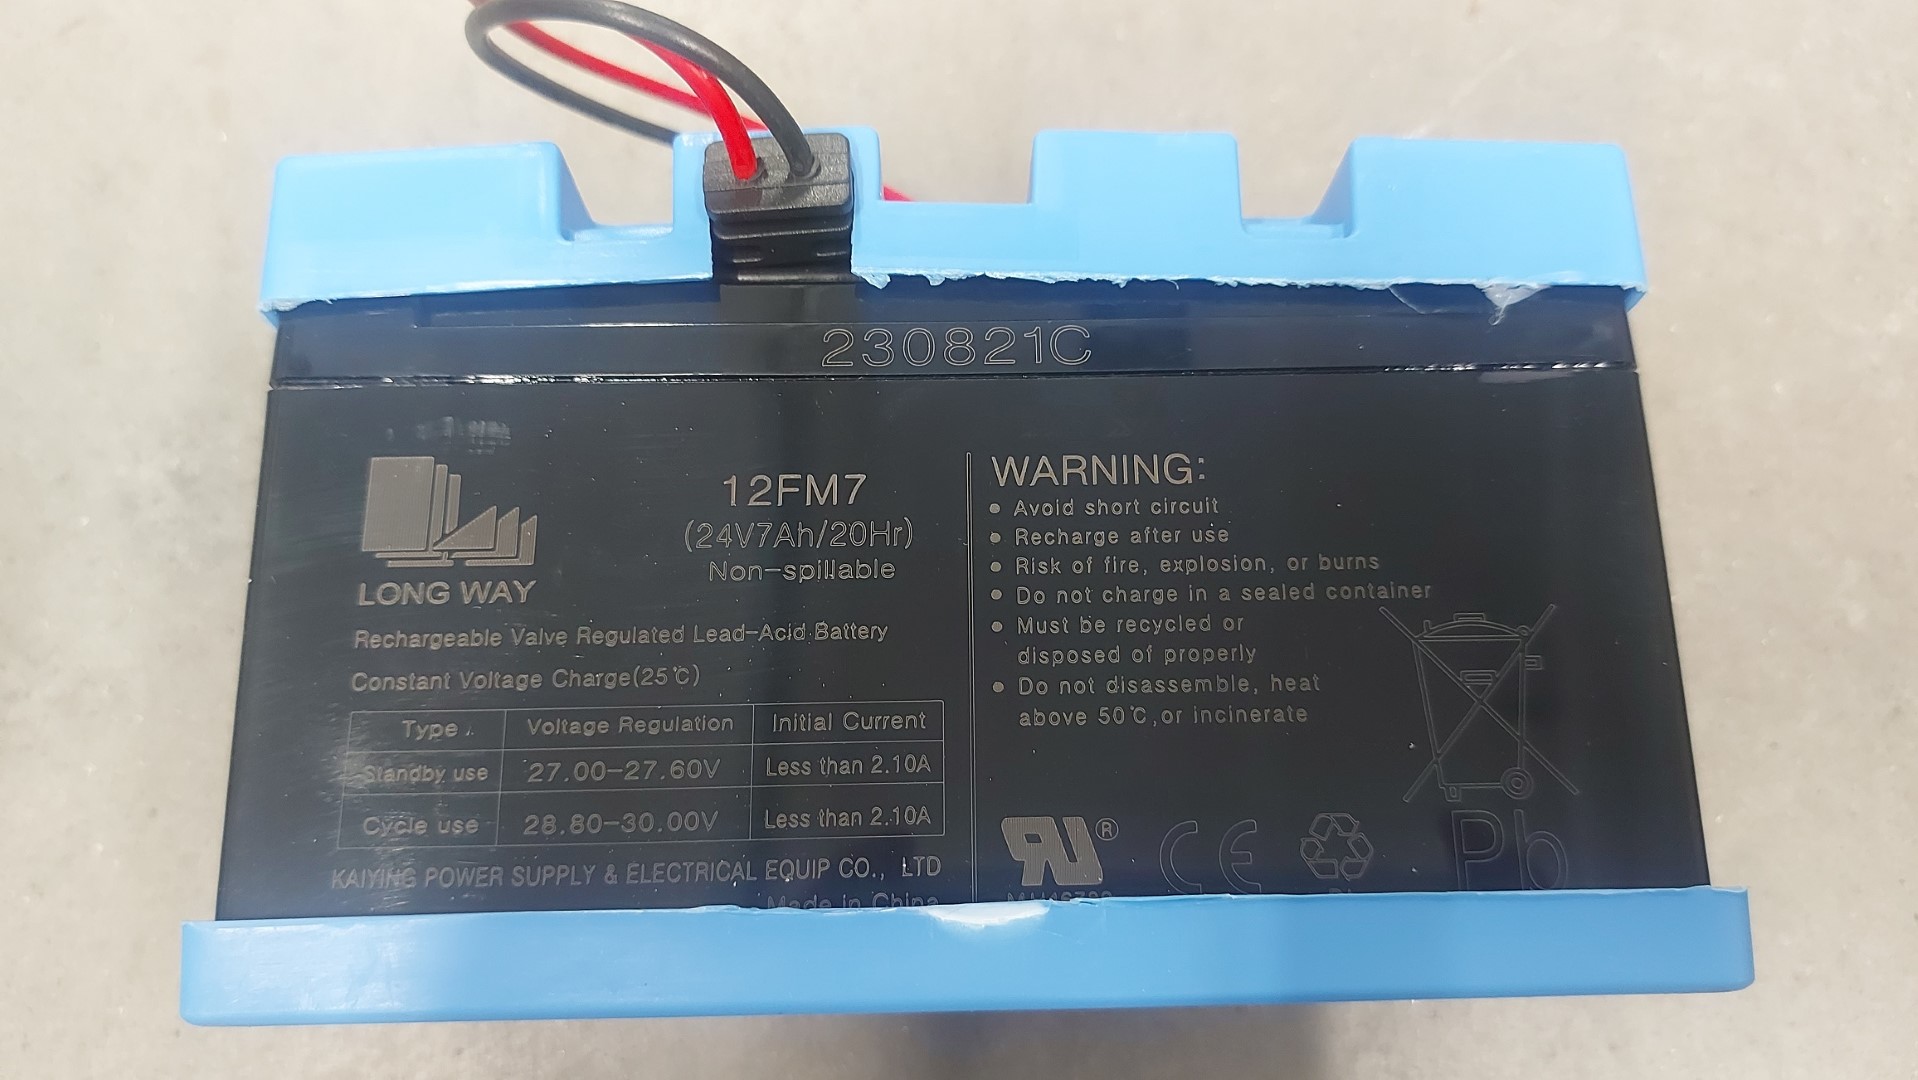 230821C
LONG WAY
12FM7
(24V7Ah/20Hr)
Non-spillable
Rechargeable Valve Regulated Lead-Acid Battery
Constant Voltage Charge(25℃)
Type Voltage Regulation Initial Current
Standby use 27.00-27.60V Less than 2.10A
Cycle use 28.80-30.00V Less than 2.10A
KAIYING POWER SUPPLY & ELECTRICAL EQUIP CO., LTD
Made in China
WARNING:
• Avoid short circuit
• Recharge after use
• Risk of fire, explosion, or burns
• Do not charge in a sealed container
• Must be recycled or
disposed of properly
• Do not disassemble, heat
above 50℃,or incinerate
RU® CE Pb